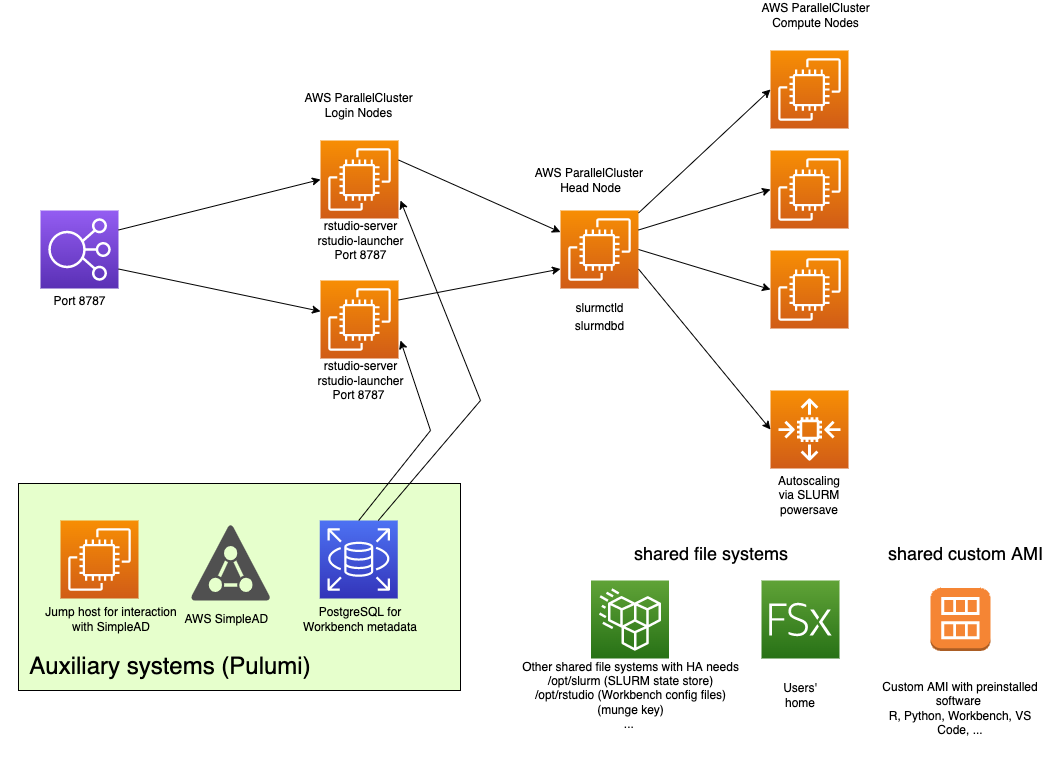 AWS ParallelCluster
Compute Nodes
AWS ParallelCluster
Login Nodes
AWS ParallelCluster
Head Node
rstudio-server
rstudio-launcher
Port 8787
Port 8787
slurmctld
slurmdbd
rstudio-server
rstudio-launcher
Port 8787
Autoscaling
via SLURM
powersave
shared file systems
shared custom AMI
FSx
Jump host for interaction
with SimpleAD
AWS SimpleAD
PostgreSQL for
Workbench metadata
Auxiliary systems (Pulumi)
Other shared file systems with HA needs
/opt/slurm (SLURM state store)
/opt/rstudio (Workbench config files)
(munge key)
...
Users'
home
Custom AMI with preinstalled
software
R, Python, Workbench, VS
Code, ...